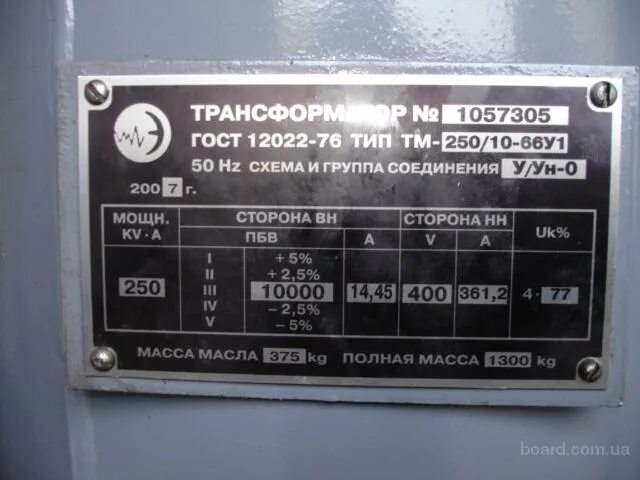 ТРАНСФОРМАТОР № 1057305
ГОСТ 12022-76 ТИП ТМ-250/10-66У1
50 Hz СХЕМА И ГРУППА СОЕДИНЕНИЯ У/Ун-0
2007 г.
МОЩН. KV·A СТОРОНА ВН СТОРОНА НН Uk%
ПБВ А V А
I +5%
II +2,5%
250 III 10000 14,45 400 361,2 4·77
IV -2,5%
V -5%
МАССА МАСЛА 375 kg ПОЛНАЯ МАССА 1300 kg
board.com.ua